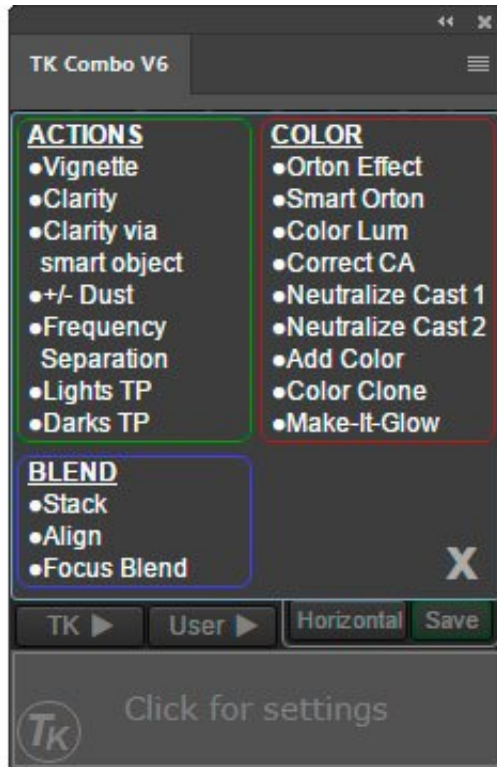 TK Combo V6
ACTIONS
●Vignette
●Clarity
●Clarity via
smart object
●+/- Dust
●Frequency
Separation
●Lights TP
●Darks TP
COLOR
●Orton Effect
●Smart Orton
●Color Lum
●Correct CA
●Neutralize Cast 1
●Neutralize Cast 2
●Add Color
●Color Clone
●Make-It-Glow
BLEND
●Stack
●Align
●Focus Blend
X
TK ▶ User ▶ Horizontal Save
Click for settings
TK